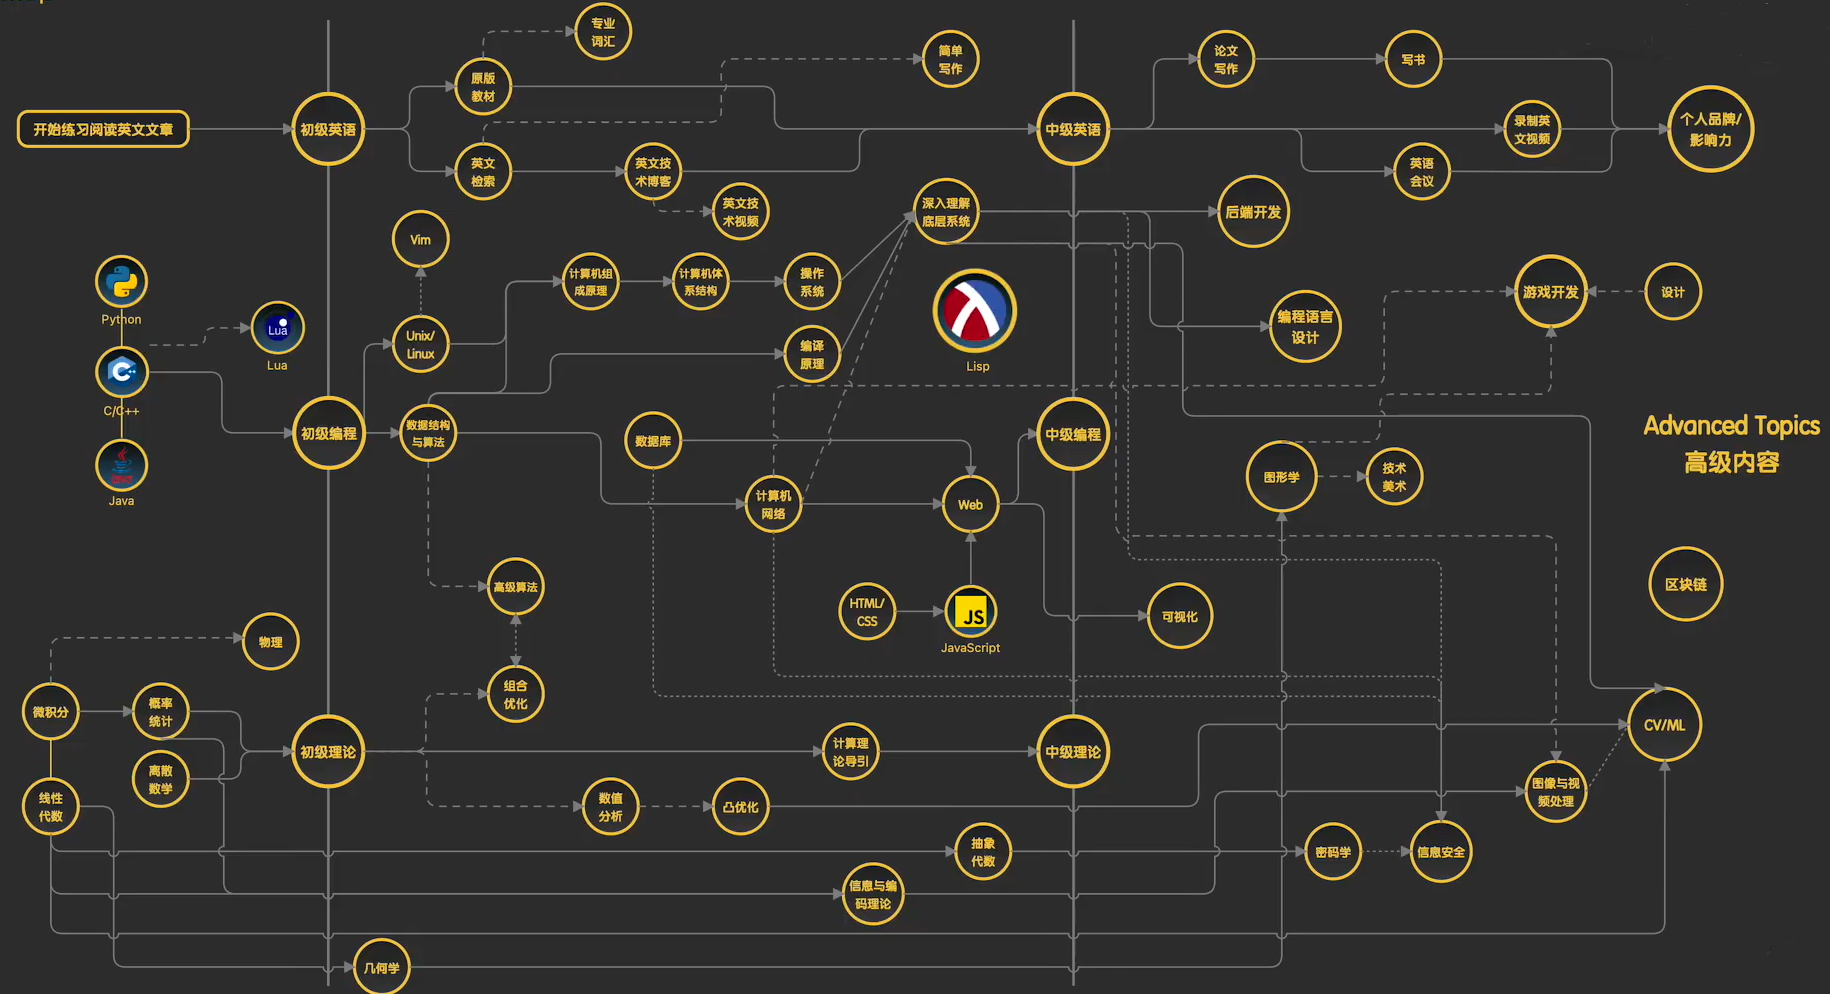 专业
词汇
简单
写作
论文
写作
写书
原版
教材
开始练习阅读英文文章
初级英语
中级英语
录制英
文视频
个人品牌/
影响力
英文
检索
英文技
术博客
英语
会议
英文技
术视频
深入理解
底层系统
后端开发
Vim
Python
计算机组
成原理
计算机体
系结构
操作
系统
游戏开发
设计
Lua
Lua
Unix/
Linux
编译
原理
Lisp
编程语言
设计
C/C++
初级编程
数据结构
与算法
数据库
中级编程
Advanced Topics
高级内容
Java
计算机
网络
Web
图形学
技术
美术
高级算法
HTML/
CSS
JS
JavaScript
可视化
区块链
物理
组合
优化
微积分
概率
统计
初级理论
计算理
论导引
中级理论
CV/ML
离散
数学
线性
代数
数值
分析
凸优化
图像与视
频处理
抽象
代数
密码学
信息安全
信息与编
码理论
几何学